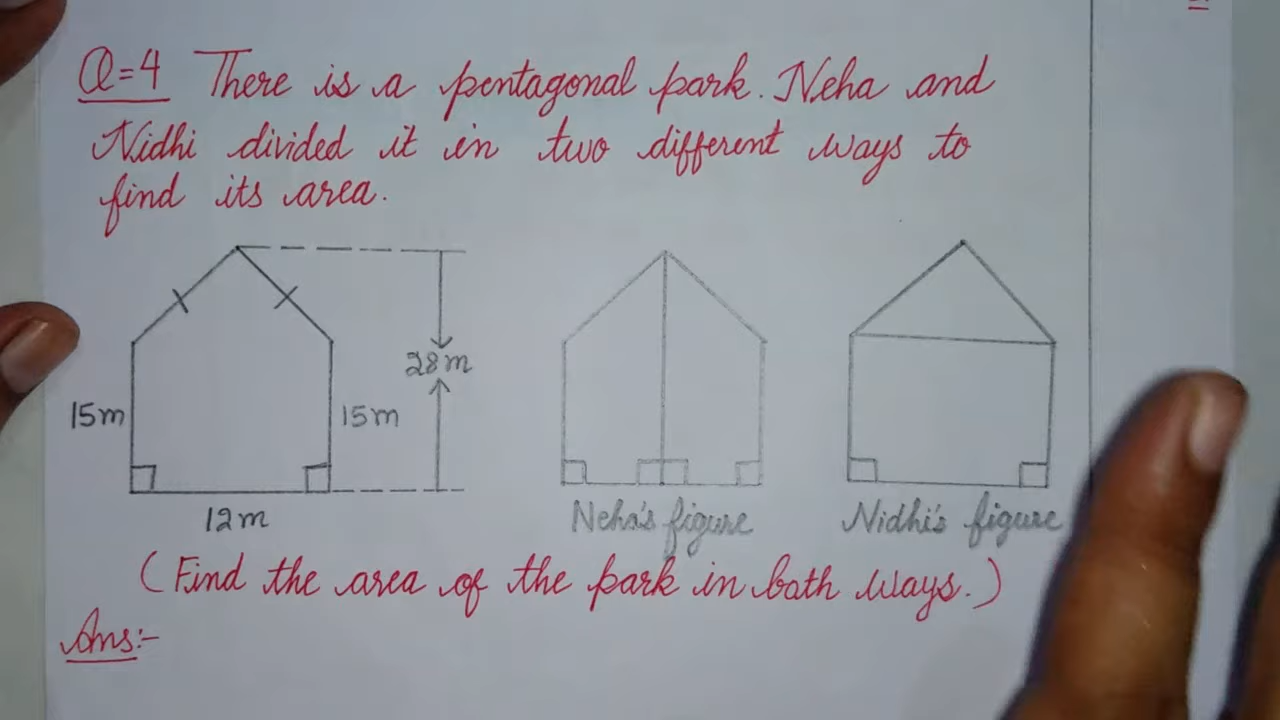 Q=4 There is a pentagonal park. Neha and
Nidhi divided it in two different ways to
find its area.
28m
15m
15m
12m
Neha's figure
Nidhi's figure
(Find the area of the park in both ways.)
Ans:-